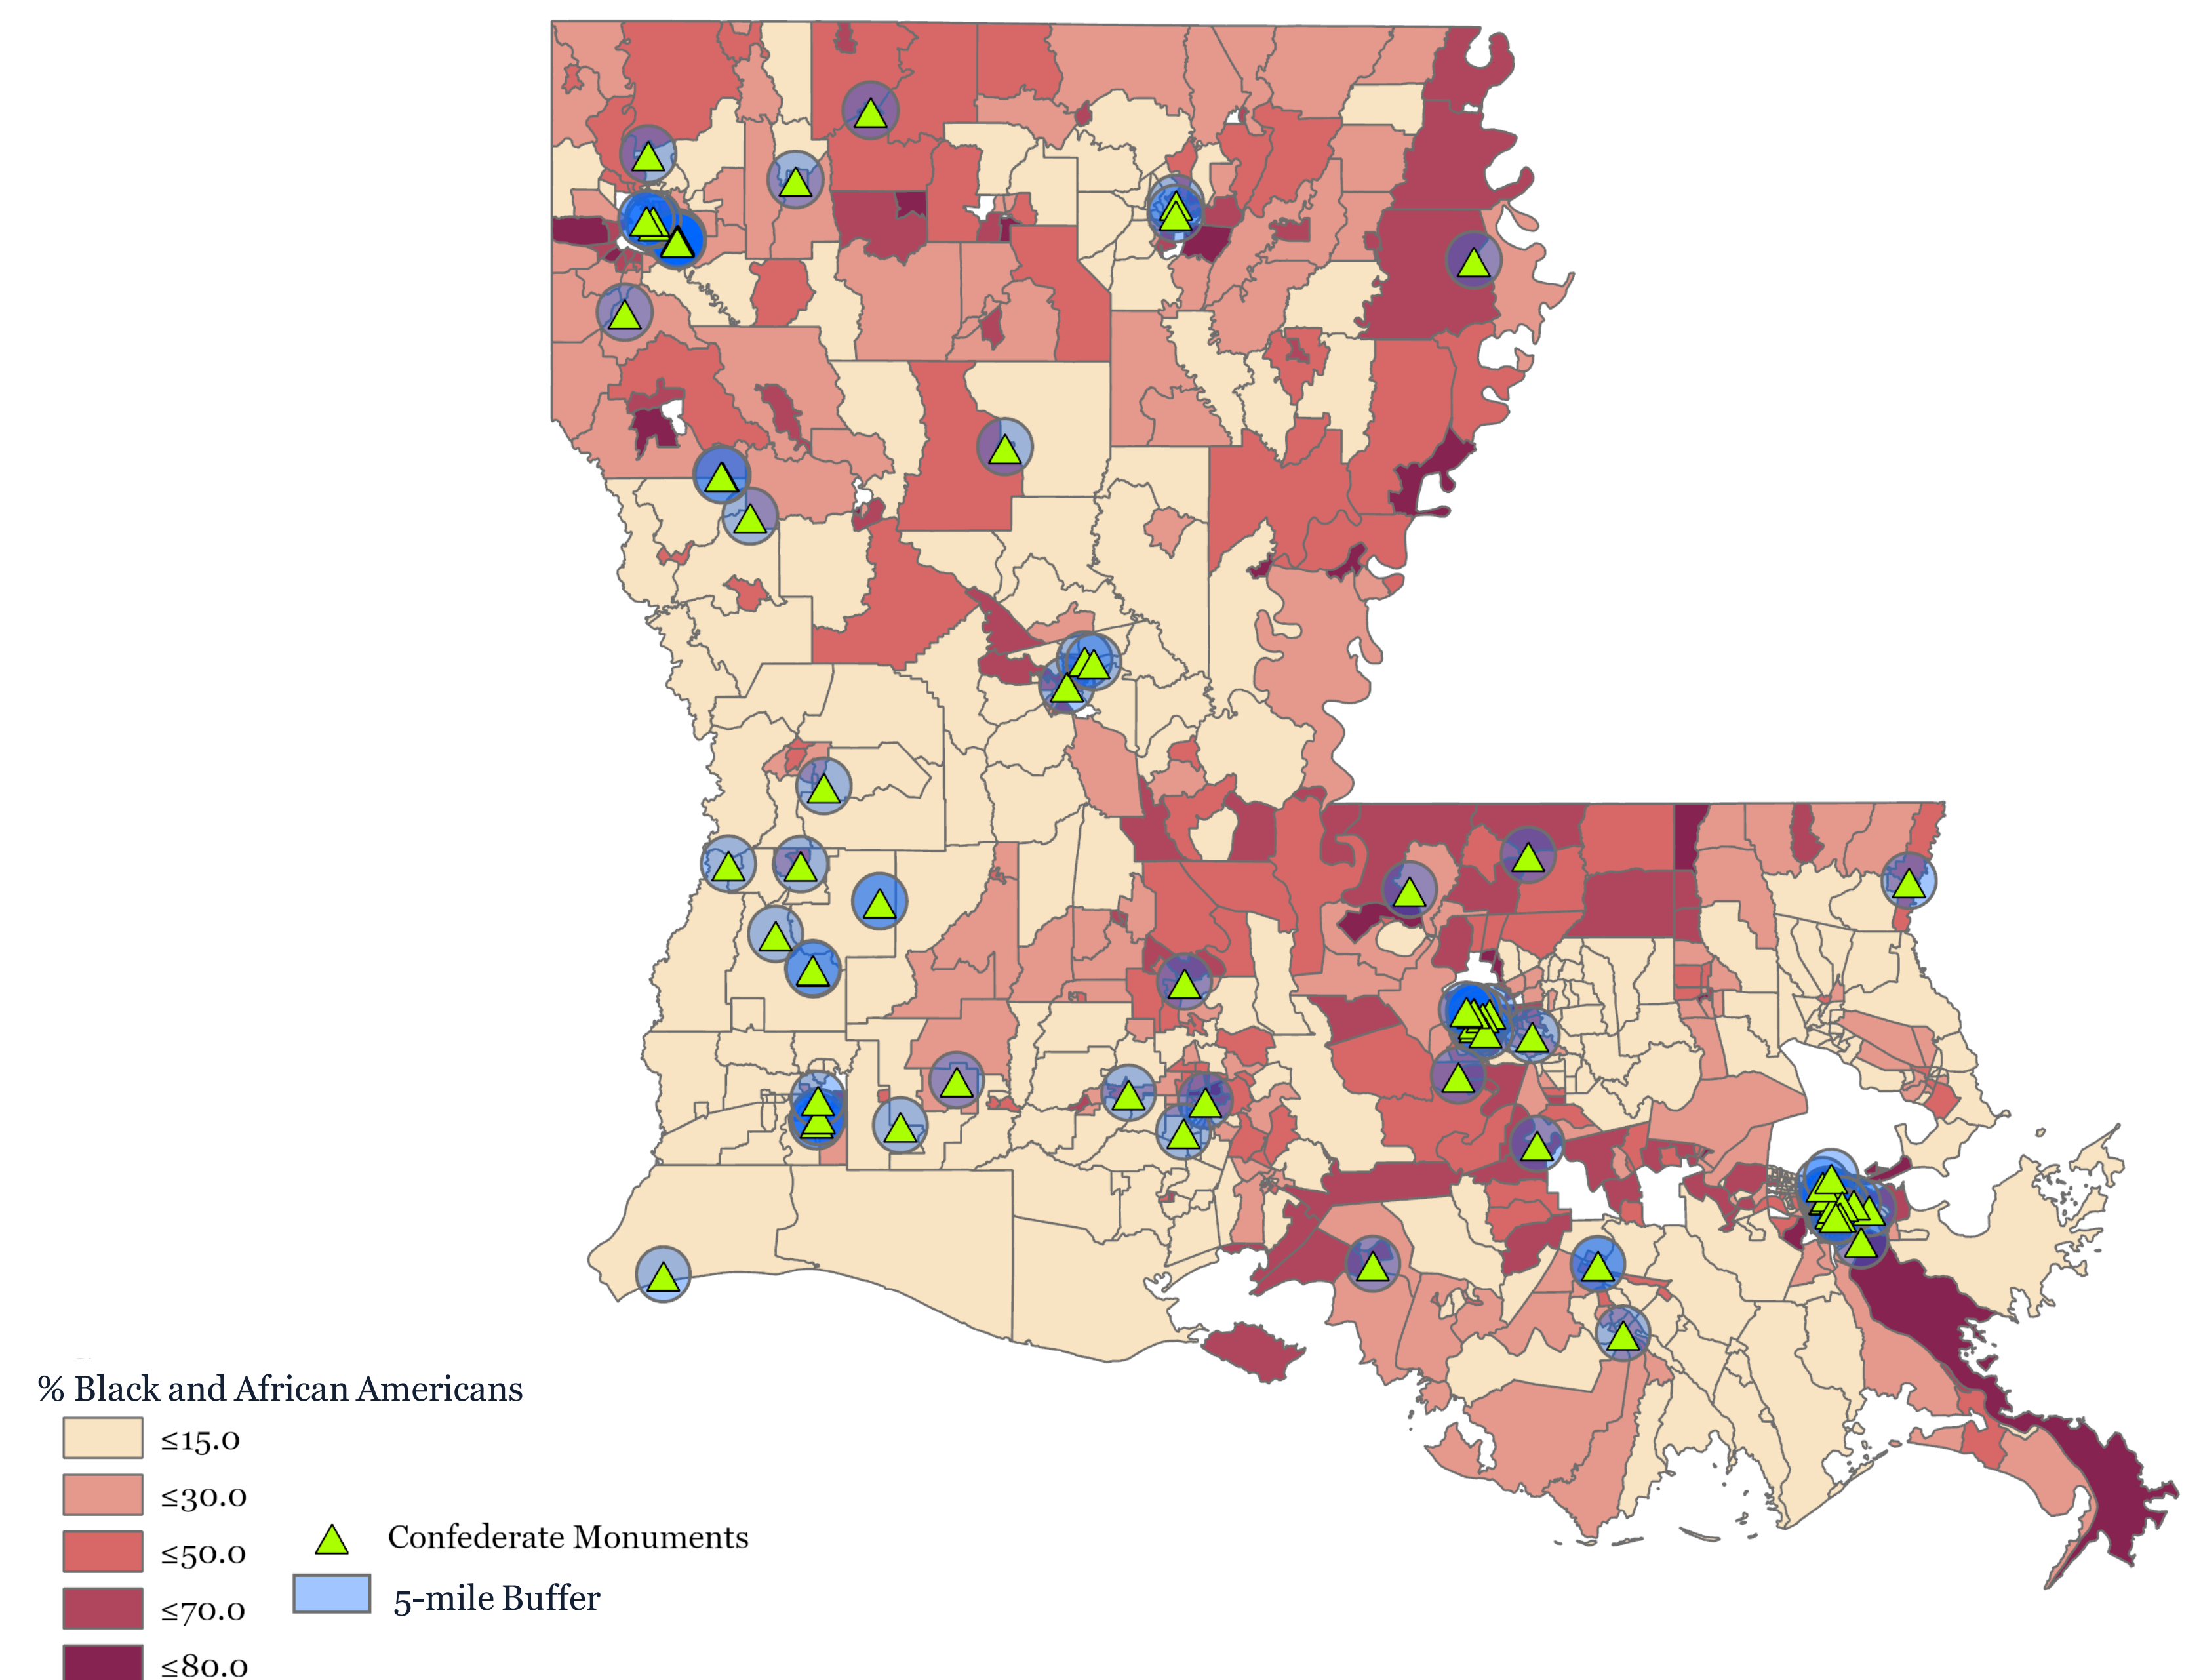 % Black and African Americans
≤15.0
≤30.0
≤50.0
≤70.0
≤80.0
Confederate Monuments
5-mile Buffer